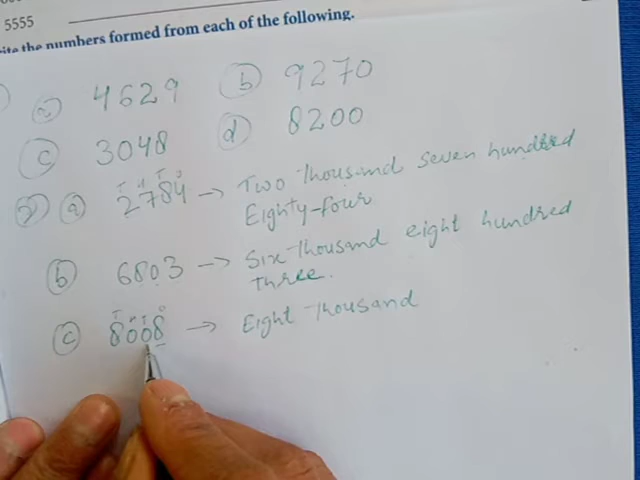 5555
ite the numbers formed from each of the following.
a 4629 b 9270
c 3048 d 8200
T H T O
a 2784 → Two Thousand Seven hundred
Eighty-four
b 6803 → Six Thousand eight hundred
Three.
T H T O
c 8008 → Eight Thousand